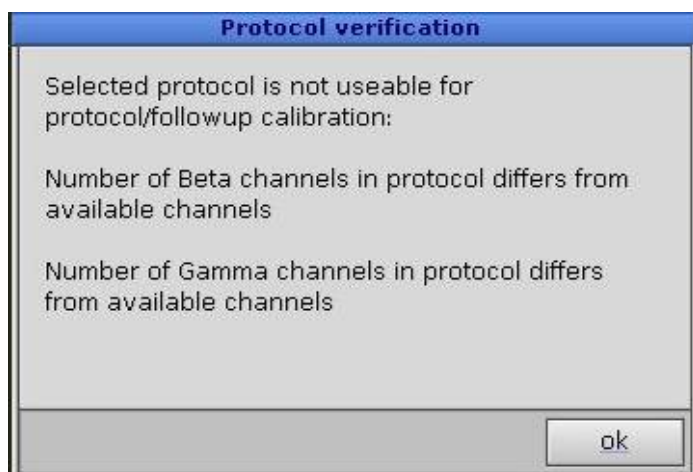 Protocol verification
Selected protocol is not useable for
protocol/followup calibration:
Number of Beta channels in protocol differs from
available channels
Number of Gamma channels in protocol differs
from available channels
ok